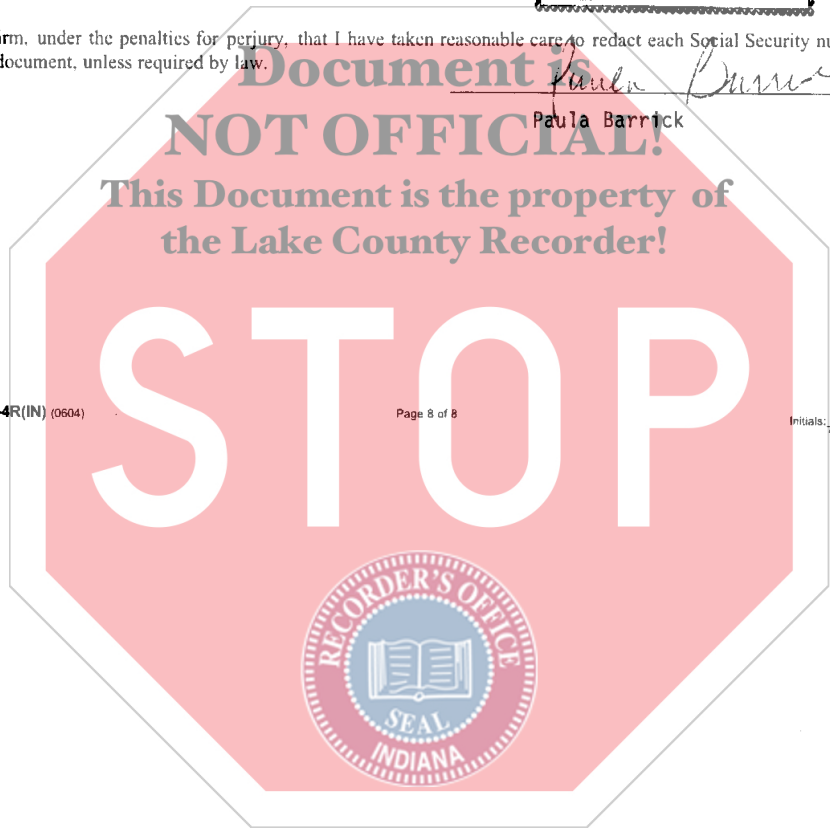 rm, under the penalties for perjury, that I have taken reasonable care to redact each Social Security nu
document, unless required by law.
Paula Barrick
Document is
NOT OFFICIAL!
This Document is the property of
the Lake County Recorder!
Paula Barrick
STOP
4R(IN) (0604)
Page 8 of 8
Initials:
RECORDER'S OFFICE
SEAL
INDIANA